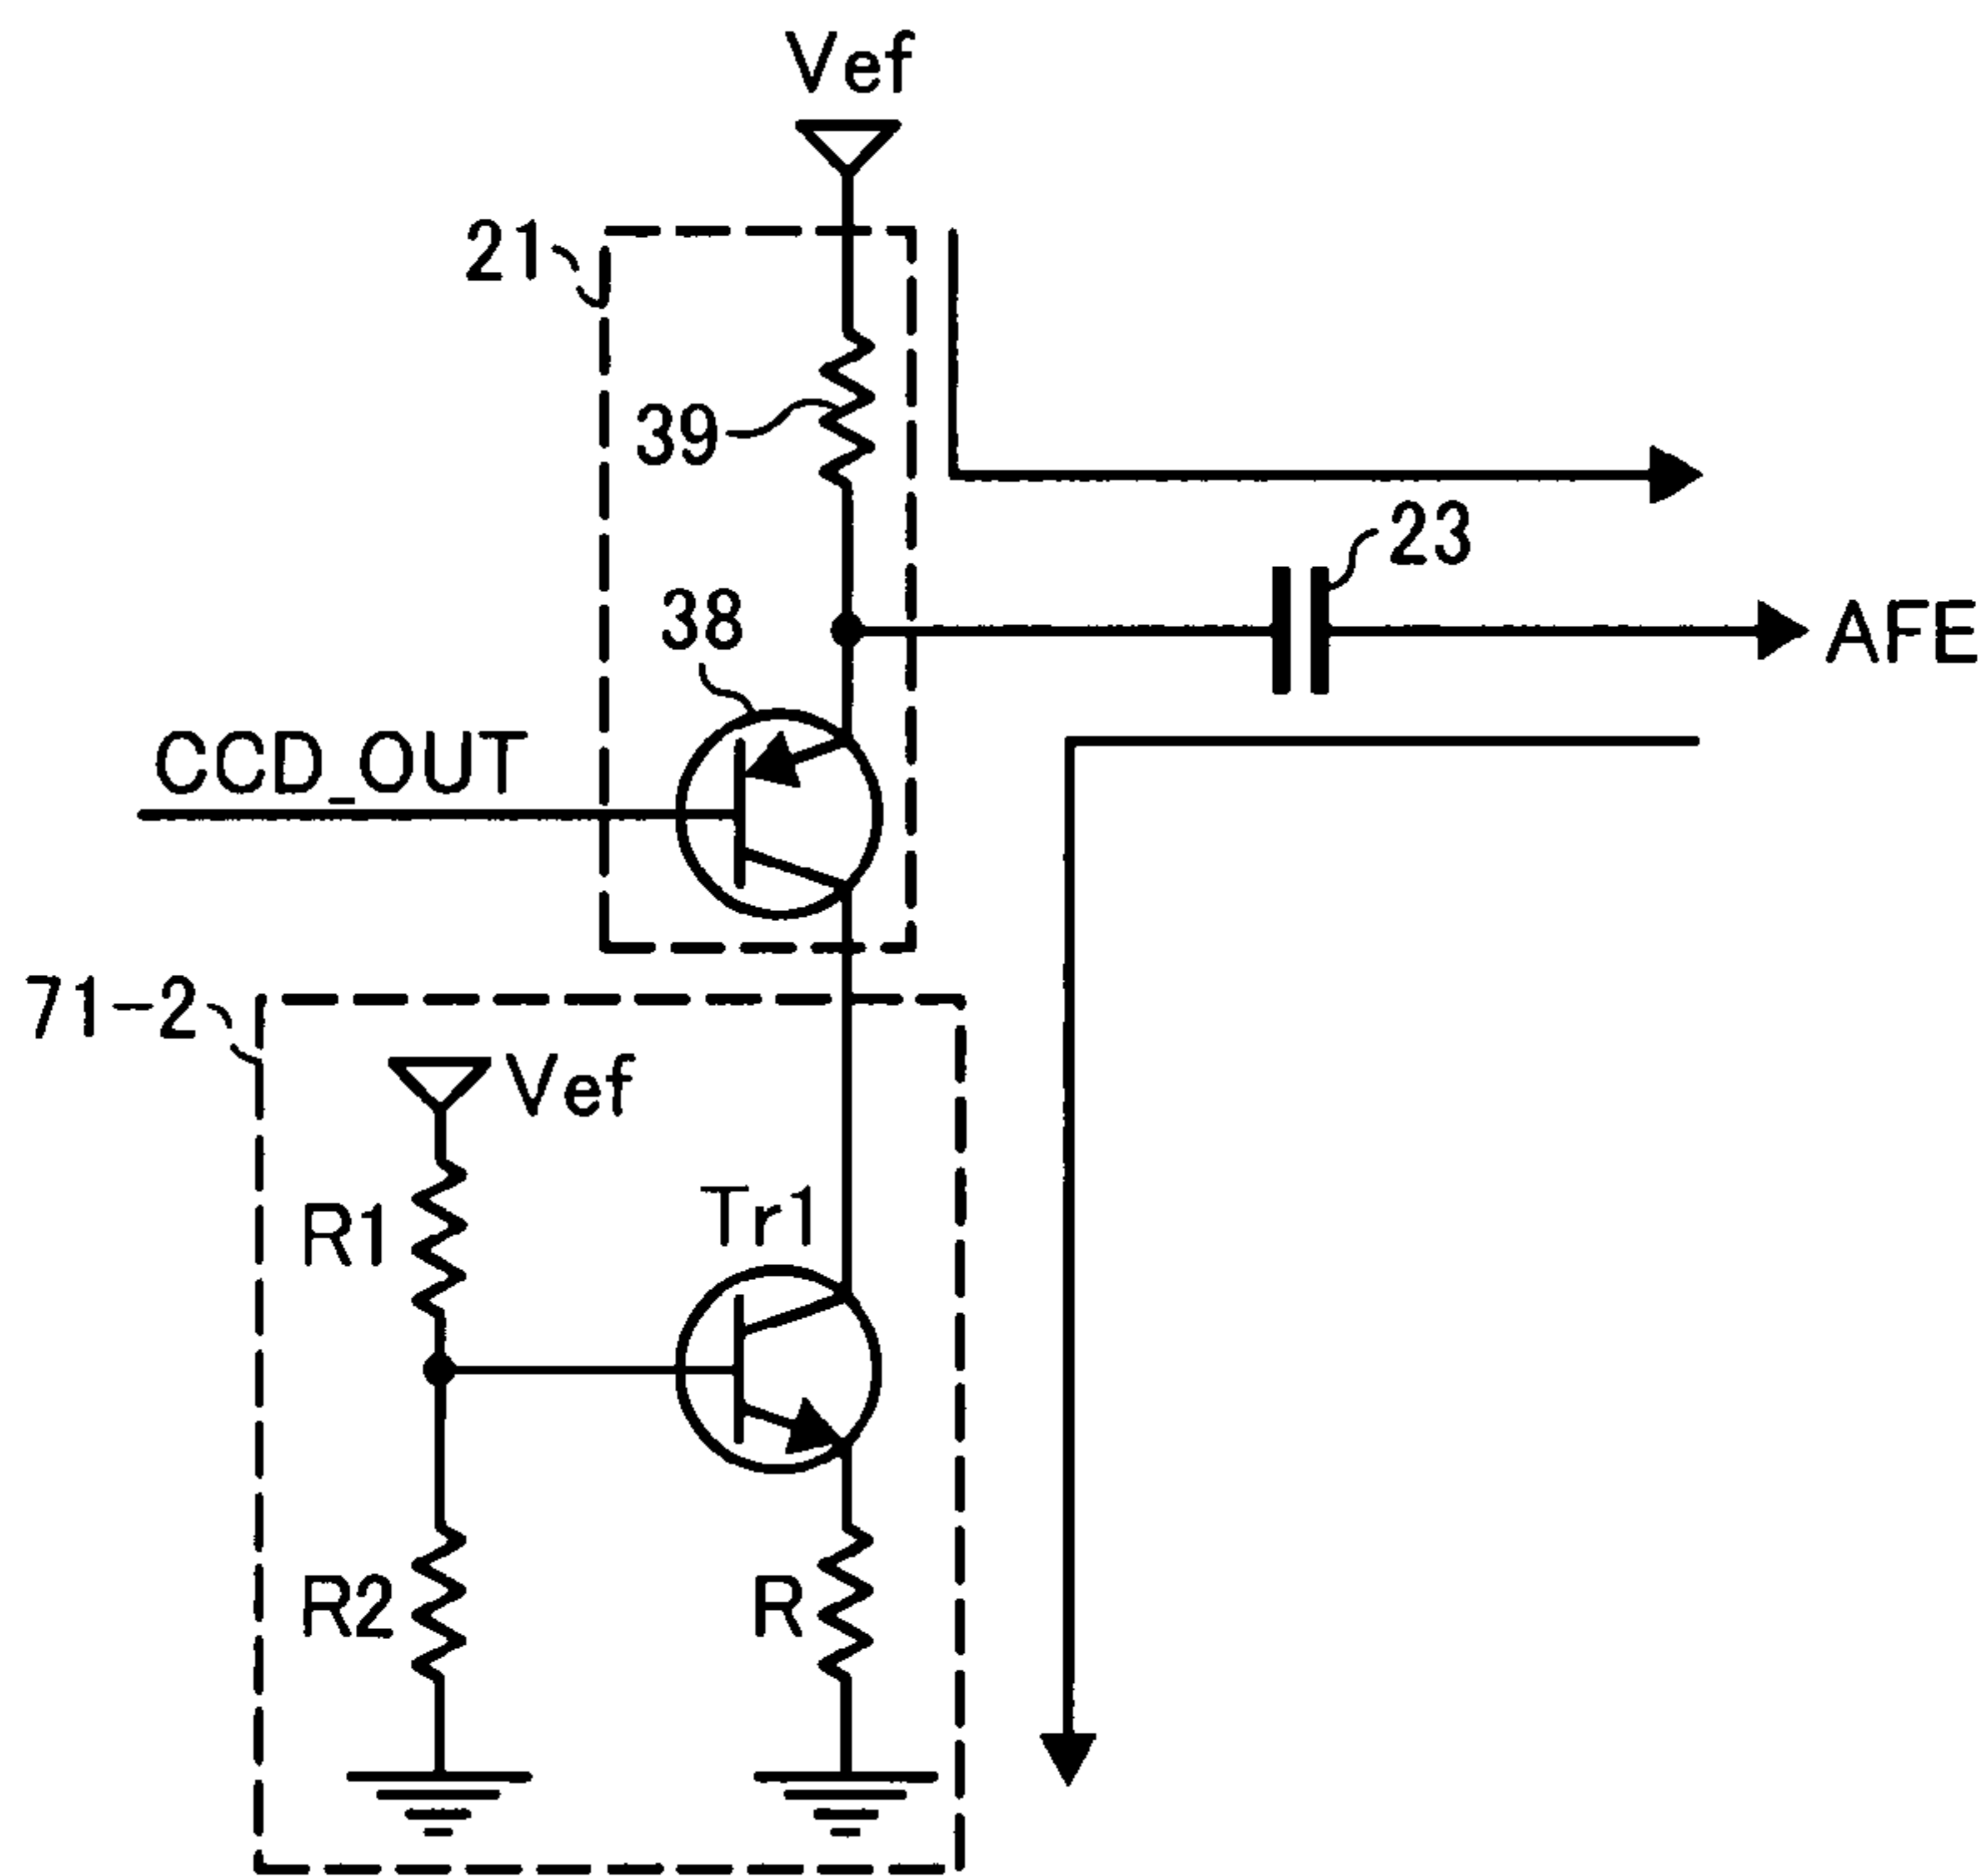 Vef
21
39
23
38
AFE
CCD_OUT
71-2
Vef
Tr1
R1
R2
R